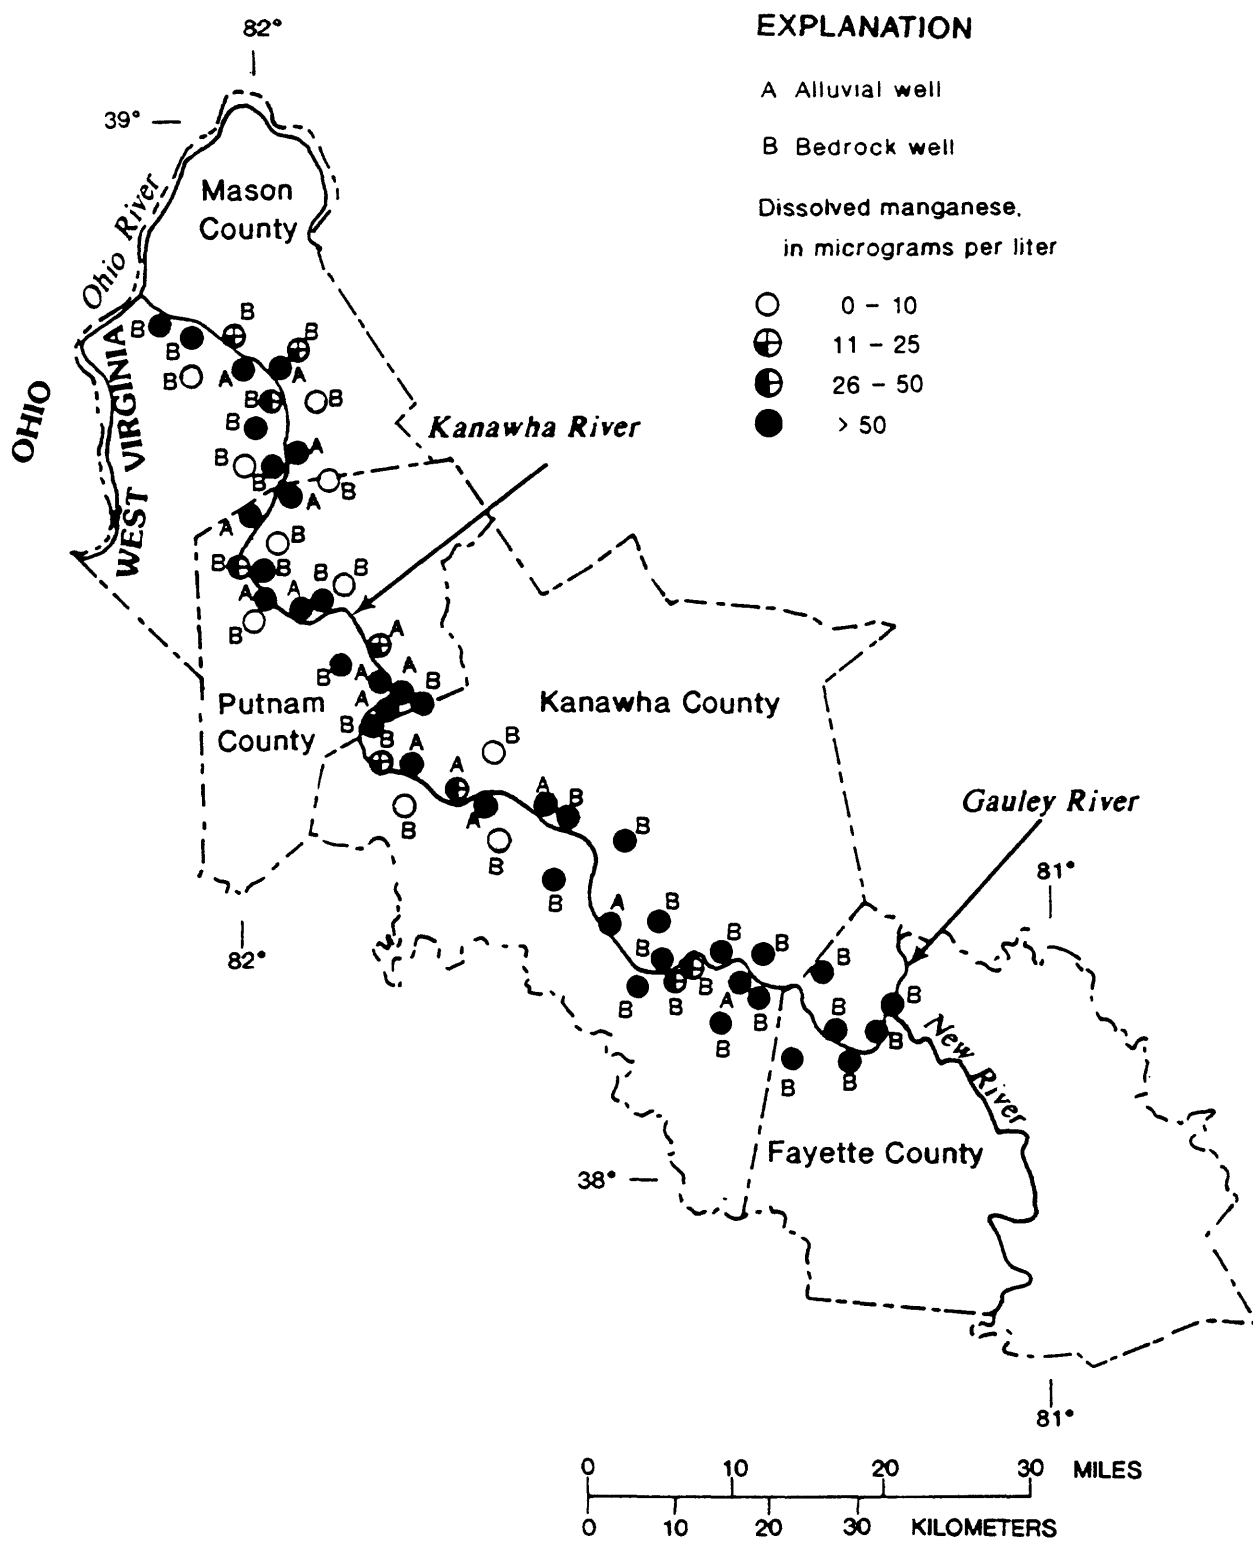 82°
EXPLANATION
A Alluvial well
B Bedrock well
Dissolved manganese,
in micrograms per liter
0 – 10
11 – 25
26 – 50
> 50
39°
Mason
County
Ohio River
OHIO
WEST VIRGINIA
B
B
B
B
B
A
A
B
B
B
A
B
B
B
A
A
B
B
B
B
B
A
A
B
Kanawha River
A
B
A
A
B
A
B
Putnam
County
Kanawha County
B
A
B
A
B
A
B
A
B
B
B
Gauley River
81°
82°
A
B
B
B
B
B
B
B
B
A
B
B
B
B
B
B
B
New River
Fayette County
38°
81°
0 10 20 30 MILES
0 10 20 30 KILOMETERS